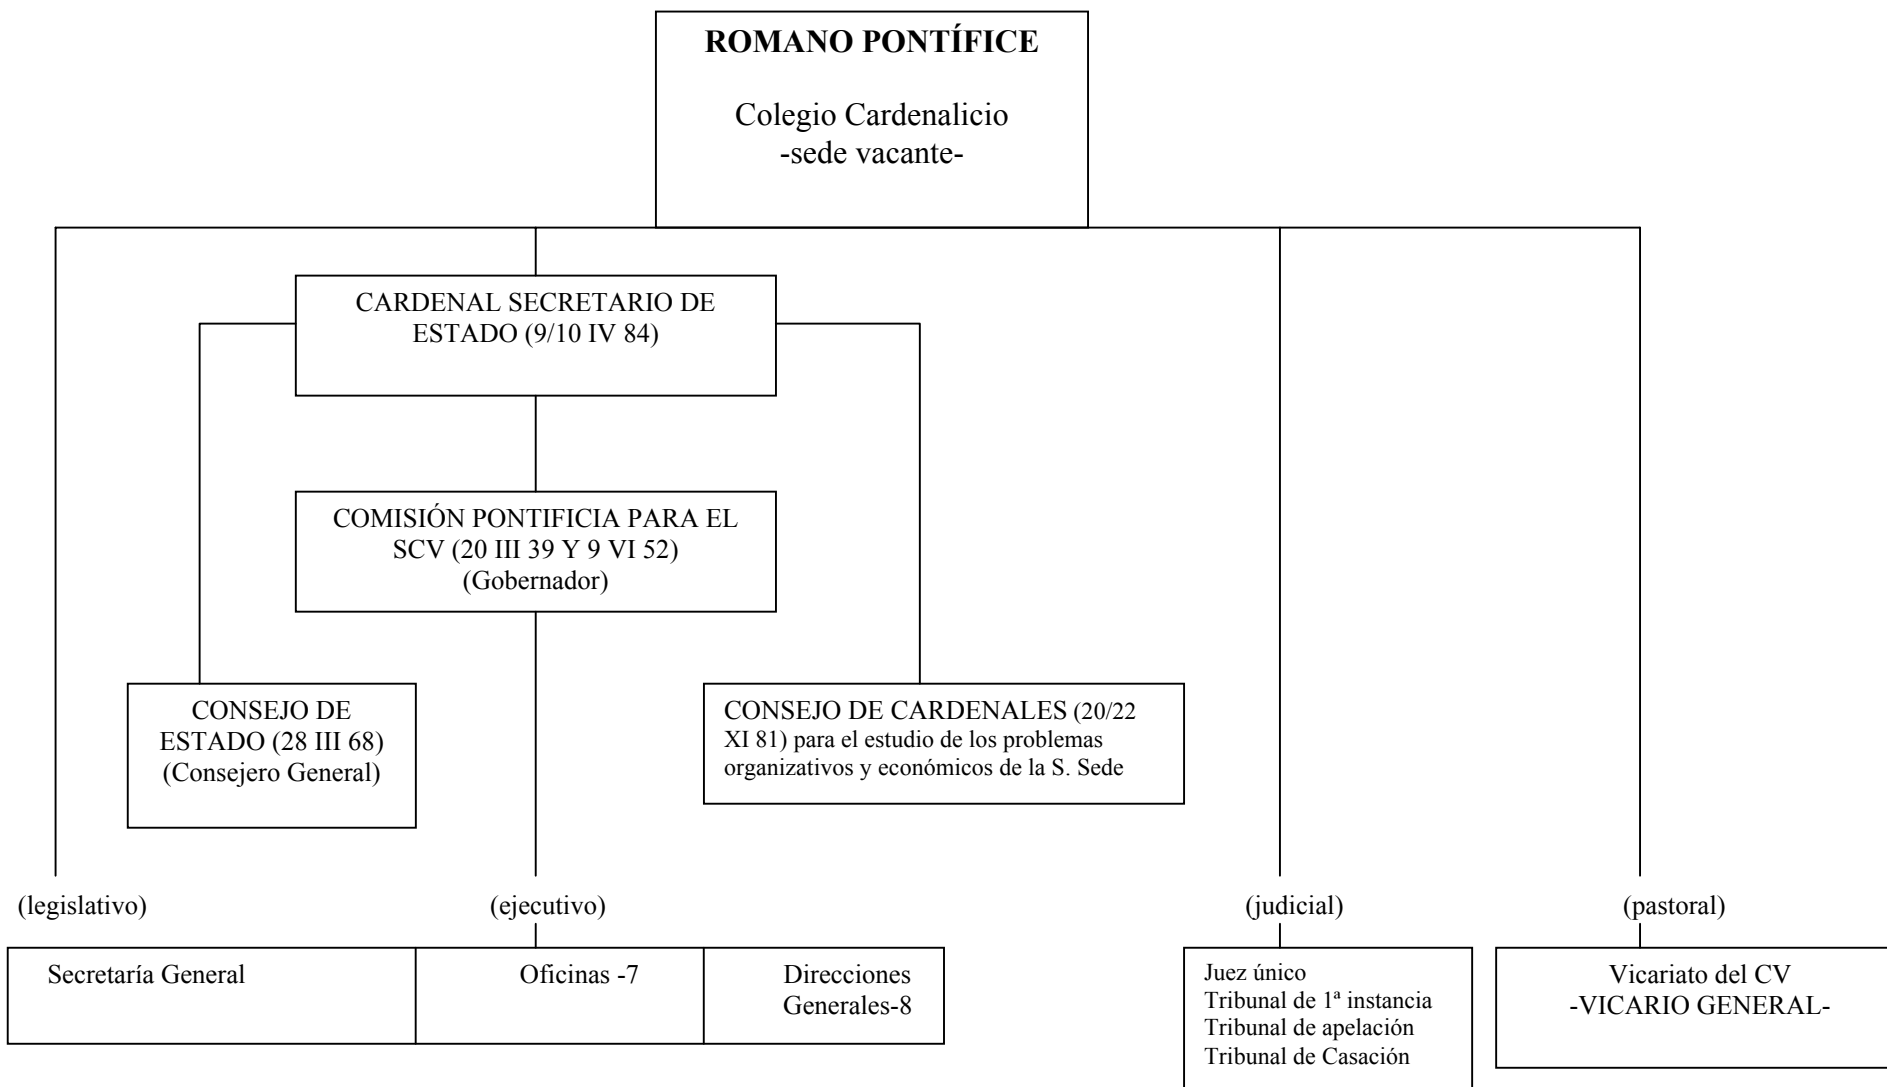 ROMANO PONTÍFICE
Colegio Cardenalicio
-sede vacante-
CARDENAL SECRETARIO DE
ESTADO (9/10 IV 84)
COMISIÓN PONTIFICIA PARA EL
SCV (20 III 39 Y 9 VI 52)
(Gobernador)
CONSEJO DE
ESTADO (28 III 68)
(Consejero General)
CONSEJO DE CARDENALES (20/22
XI 81) para el estudio de los problemas
organizativos y económicos de la S. Sede
(legislativo)
(ejecutivo)
(judicial)
(pastoral)
Secretaría General
Oficinas -7
Direcciones
Generales-8
Juez único
Tribunal de 1ª instancia
Tribunal de apelación
Tribunal de Casación
Vicariato del CV
-VICARIO GENERAL-